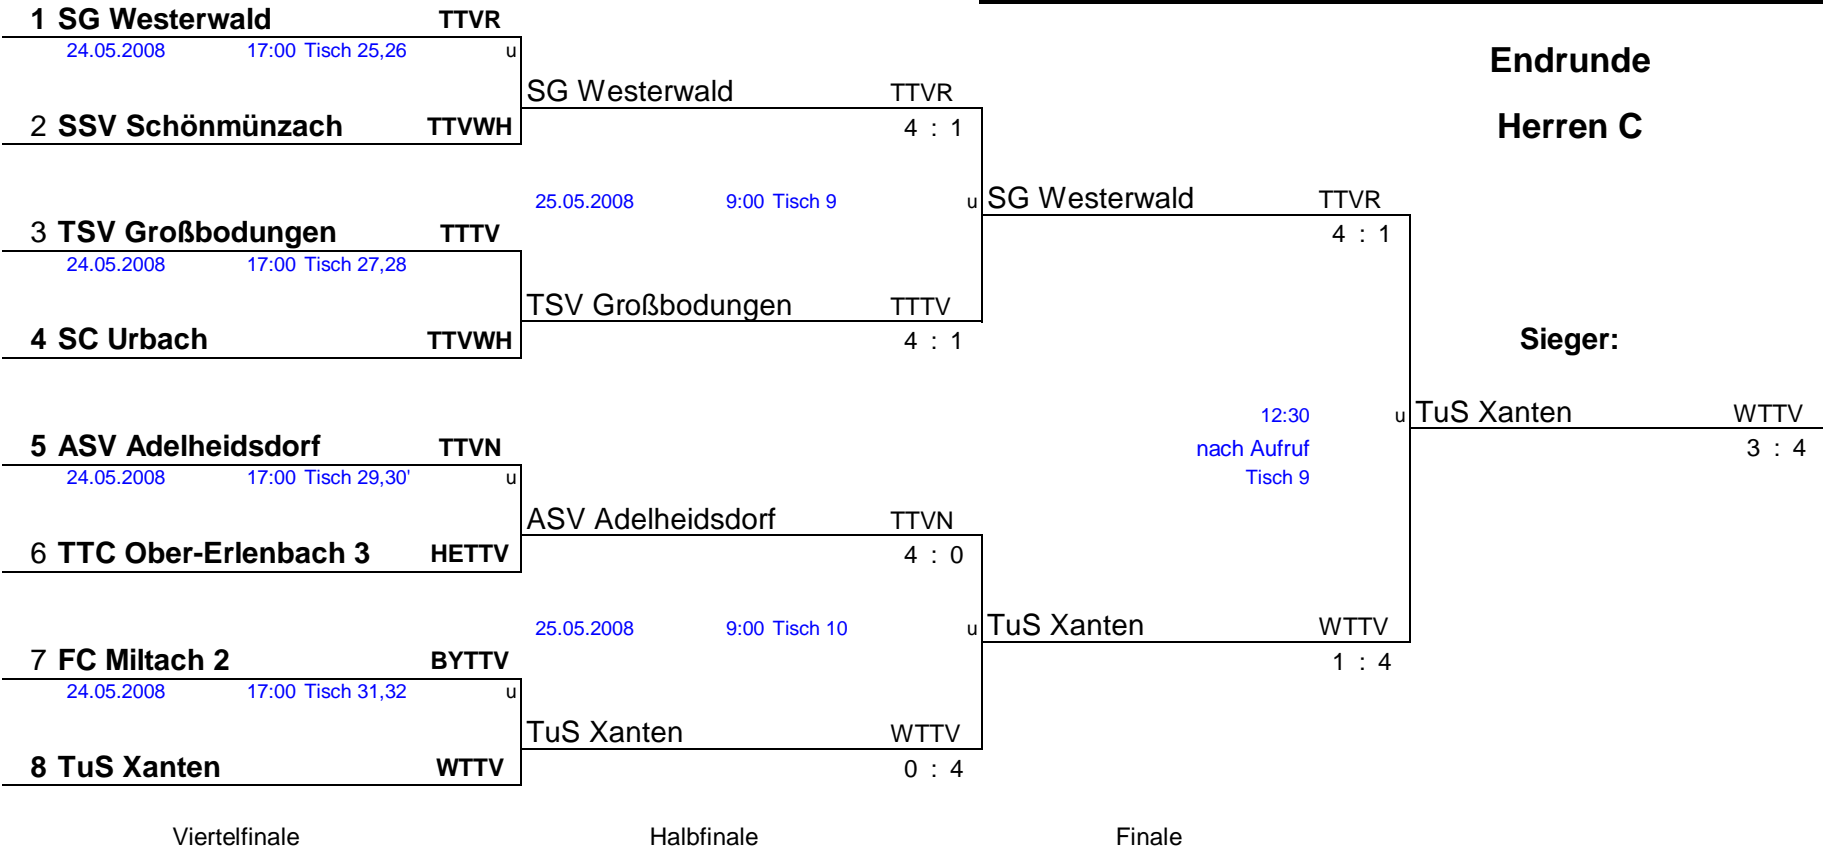 1 SG Westerwald TTVR
24.05.2008 17:00 Tisch 25,26 u
Endrunde
SG Westerwald TTVR
2 SSV Schönmünzach TTVWH
4 : 1
Herren C
25.05.2008 9:00 Tisch 9 u
SG Westerwald TTVR
3 TSV Großbodungen TTTV
4 : 1
24.05.2008 17:00 Tisch 27,28
TSV Großbodungen TTTV
4 SC Urbach TTVWH
4 : 1
Sieger:
12:30 u
TuS Xanten WTTV
5 ASV Adelheidsdorf TTVN
nach Aufruf
3 : 4
24.05.2008 17:00 Tisch 29,30' u
Tisch 9
ASV Adelheidsdorf TTVN
6 TTC Ober-Erlenbach 3 HETTV
4 : 0
25.05.2008 9:00 Tisch 10 u
TuS Xanten WTTV
7 FC Miltach 2 BYTTV
1 : 4
24.05.2008 17:00 Tisch 31,32 u
TuS Xanten WTTV
8 TuS Xanten WTTV
0 : 4
Viertelfinale Halbfinale Finale